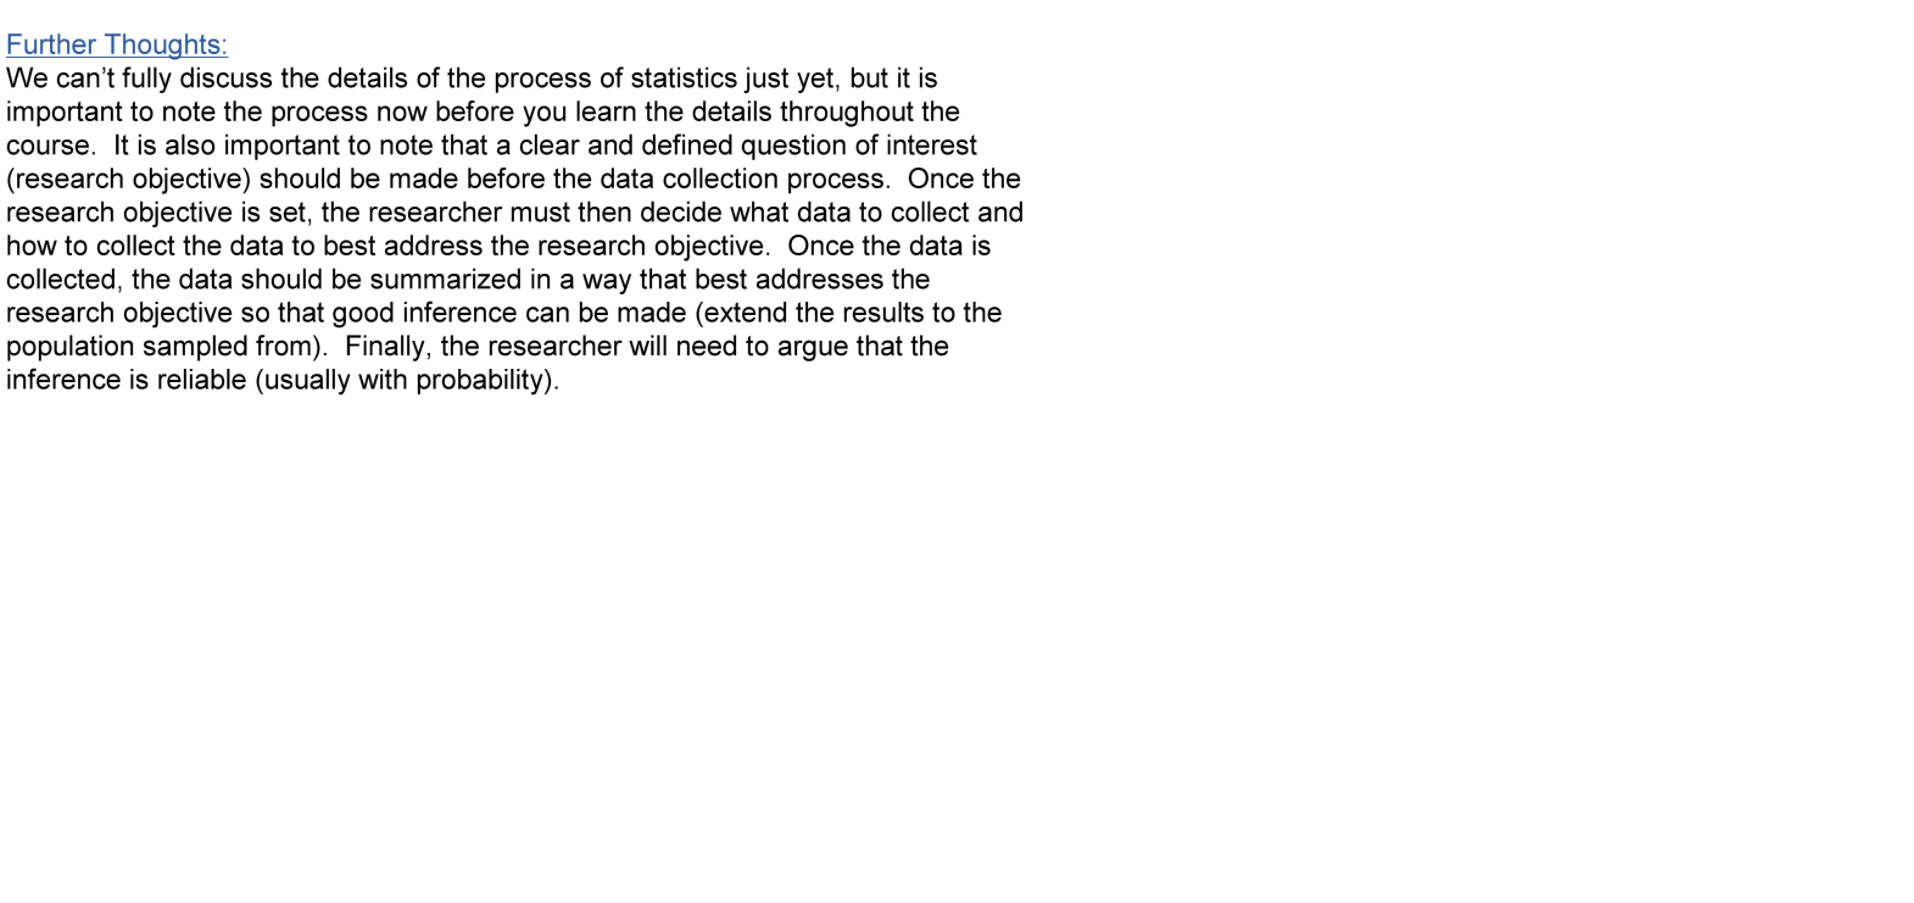 Further Thoughts:
We can’t fully discuss the details of the process of statistics just yet, but it is
important to note the process now before you learn the details throughout the
course.  It is also important to note that a clear and defined question of interest
(research objective) should be made before the data collection process.  Once the
research objective is set, the researcher must then decide what data to collect and
how to collect the data to best address the research objective.  Once the data is
collected, the data should be summarized in a way that best addresses the
research objective so that good inference can be made (extend the results to the
population sampled from).  Finally, the researcher will need to argue that the
inference is reliable (usually with probability).